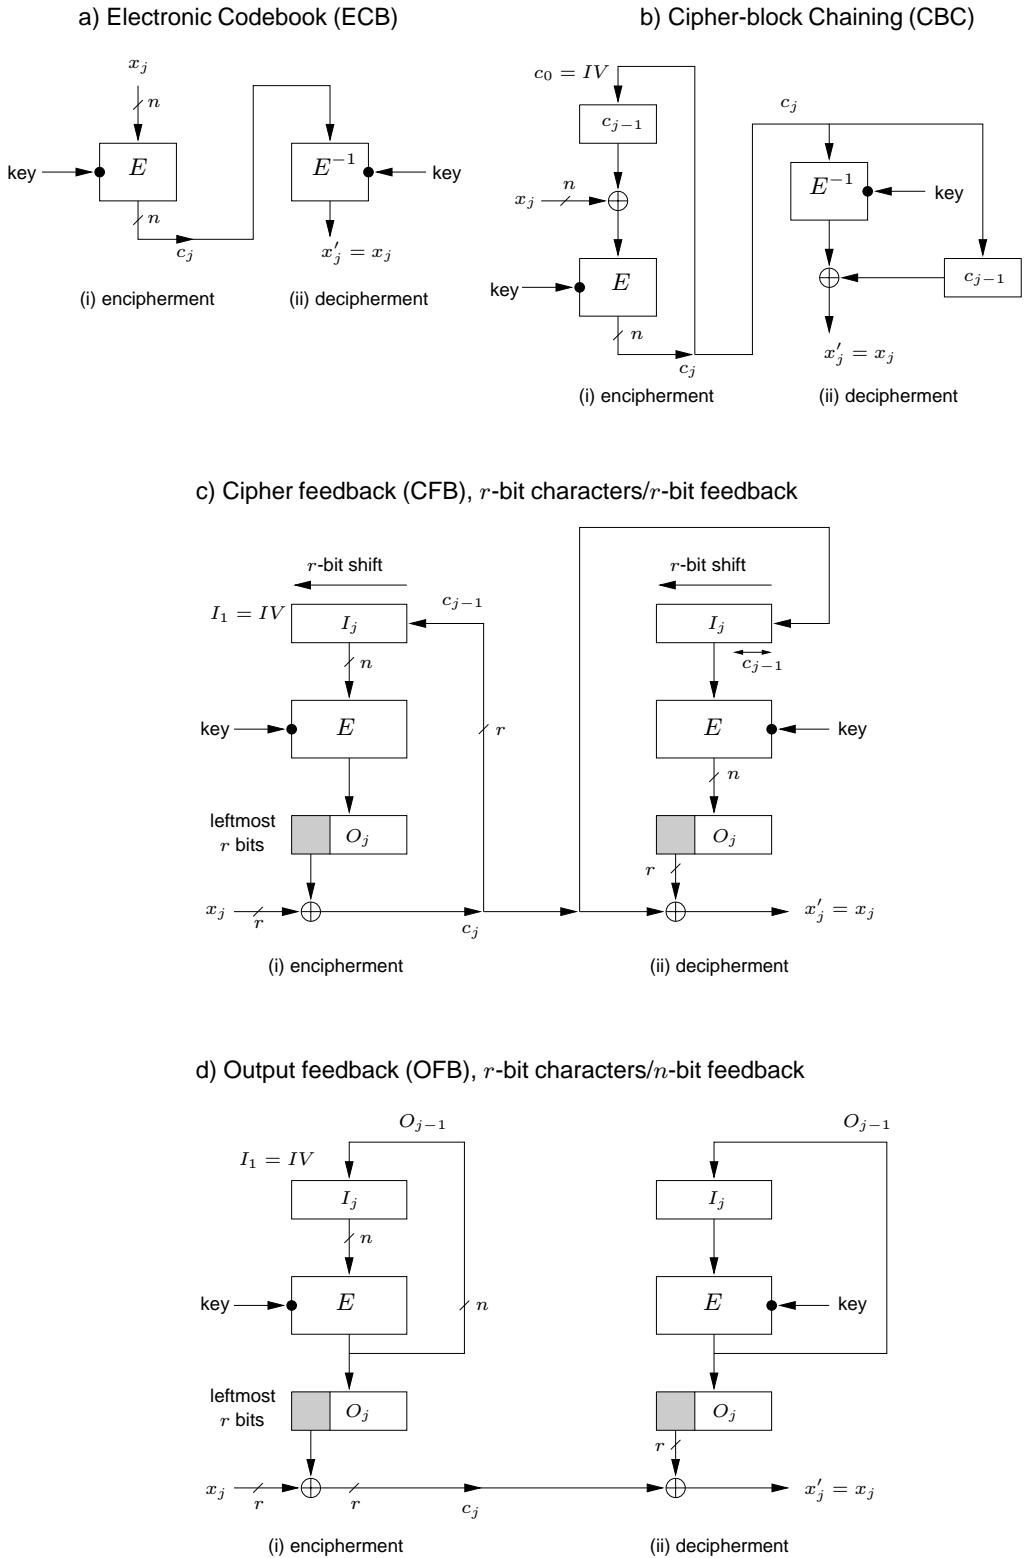 a) Electronic Codebook (ECB)
x_j
n
key
E
n
c_j
E^{-1}
key
x'_j = x_j
(i) encipherment
(ii) decipherment
b) Cipher-block Chaining (CBC)
c_0 = IV
c_{j-1}
x_j
n
key
E
n
c_j
c_j
E^{-1}
key
c_{j-1}
x'_j = x_j
(i) encipherment
(ii) decipherment
c) Cipher feedback (CFB), r-bit characters/r-bit feedback
r-bit shift
I_1 = IV
I_j
c_{j-1}
n
key
E
r
leftmost
r bits
O_j
x_j
r
c_j
(i) encipherment
r-bit shift
I_j
c_{j-1}
E
key
n
O_j
r
x'_j = x_j
(ii) decipherment
d) Output feedback (OFB), r-bit characters/n-bit feedback
O_{j-1}
I_1 = IV
I_j
n
key
E
n
leftmost
r bits
O_j
x_j
r
r
c_j
(i) encipherment
O_{j-1}
I_j
E
key
O_j
r
x'_j = x_j
(ii) decipherment